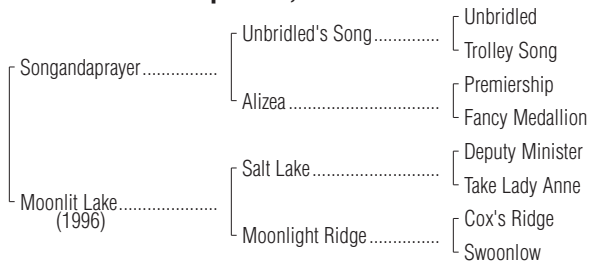 Unbridled
Unbridled's Song
Trolley Song
Songandaprayer
Premiership
Alizea
Fancy Medallion
Deputy Minister
Salt Lake
Take Lady Anne
Moonlit Lake
(1996)
Cox's Ridge
Moonlight Ridge
Swoonlow